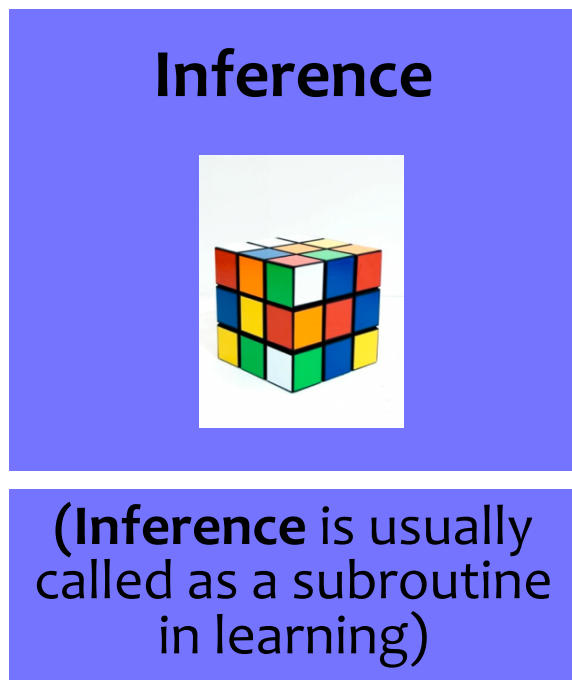 Inference
(Inference is usually
called as a subroutine
in learning)